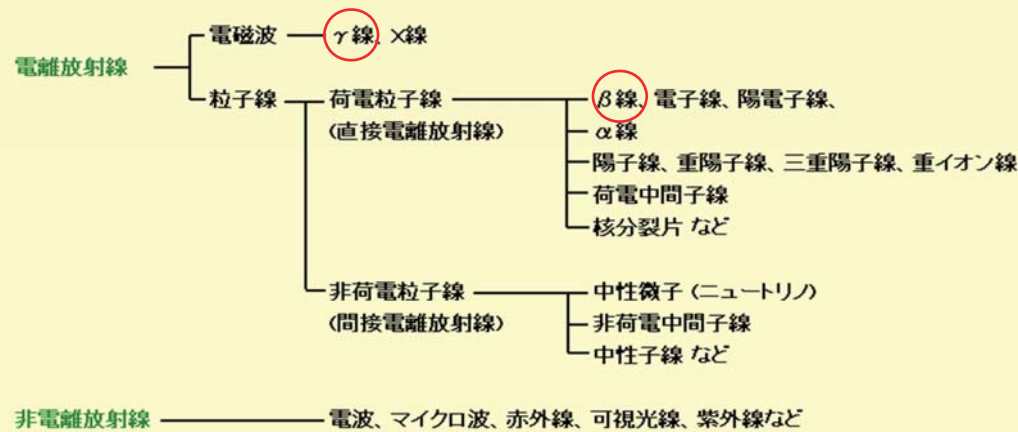 電磁波 γ線、X線
電離放射線
粒子線 荷電粒子線 β線、電子線、陽電子線、
(直接電離放射線) α線
陽子線、重陽子線、三重陽子線、重イオン線
荷電中間子線
核分裂片 など
非荷電粒子線 中性微子 (ニュートリノ)
(間接電離放射線) 非荷電中間子線
中性子線 など
非電離放射線 電波、マイクロ波、赤外線、可視光線、紫外線など